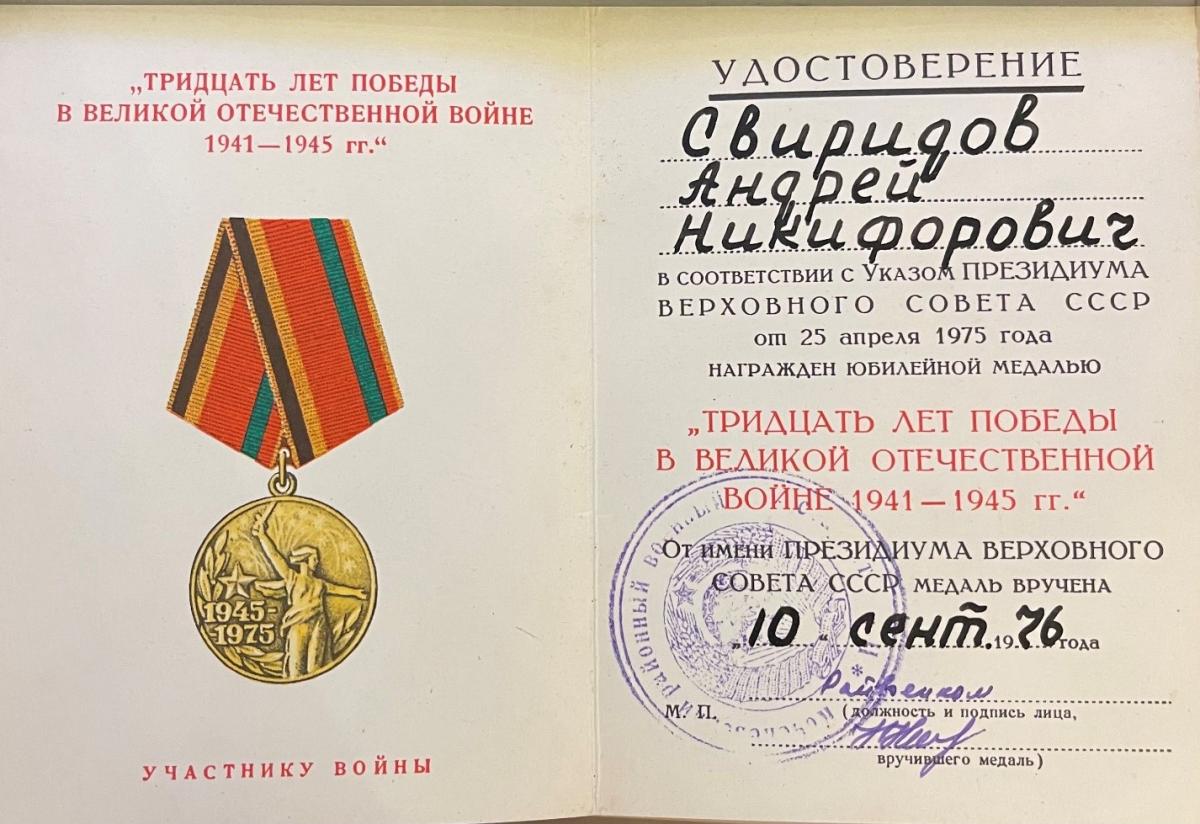 „ТРИДЦАТЬ ЛЕТ ПОБЕДЫ
В ВЕЛИКОЙ ОТЕЧЕСТВЕННОЙ ВОЙНЕ
1941—1945 гг.“
1945-
1975
УЧАСТНИКУ ВОЙНЫ
УДОСТОВЕРЕНИЕ
Свиридов
Андрей
Никифорович
В СООТВЕТСТВИИ С УКАЗОМ ПРЕЗИДИУМА
ВЕРХОВНОГО СОВЕТА СССР
от 25 апреля 1975 года
НАГРАЖДЕН ЮБИЛЕЙНОЙ МЕДАЛЬЮ
„ТРИДЦАТЬ ЛЕТ ПОБЕДЫ
В ВЕЛИКОЙ ОТЕЧЕСТВЕННОЙ
ВОЙНЕ 1941—1945 гг.“
ОТ ИМЕНИ ПРЕЗИДИУМА ВЕРХОВНОГО
СОВЕТА СССР МЕДАЛЬ ВРУЧЕНА
„10“ сент. 1976 года
Райвоенком
М. П. (должность и подпись лица,
вручившего медаль)
районный военный